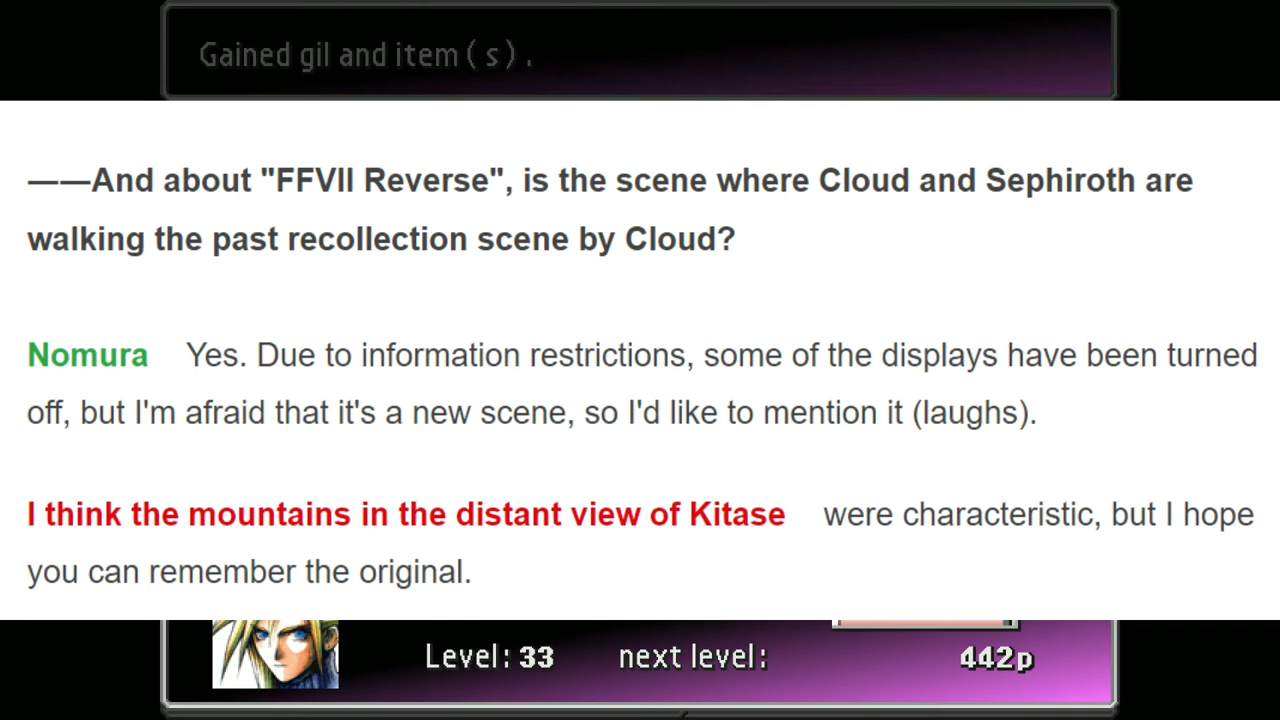 Gained gil and item(s).
——And about "FFVII Reverse", is the scene where Cloud and Sephiroth are
walking the past recollection scene by Cloud?
Nomura Yes. Due to information restrictions, some of the displays have been turned
off, but I'm afraid that it's a new scene, so I'd like to mention it (laughs).
I think the mountains in the distant view of Kitase were characteristic, but I hope
you can remember the original.
Level: 33 next level: 442p